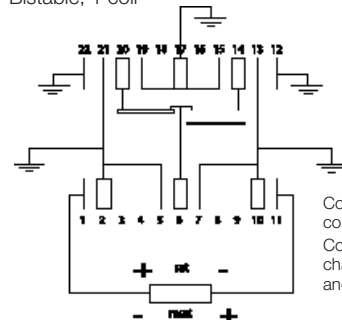 Bistable, 1 coil
22 21 20 19 18 17 16 15 14 13 12
1 2 3 4 5 6 7 8 9 10 11
+ set -
- reset +
Co
co
Co
cha
an